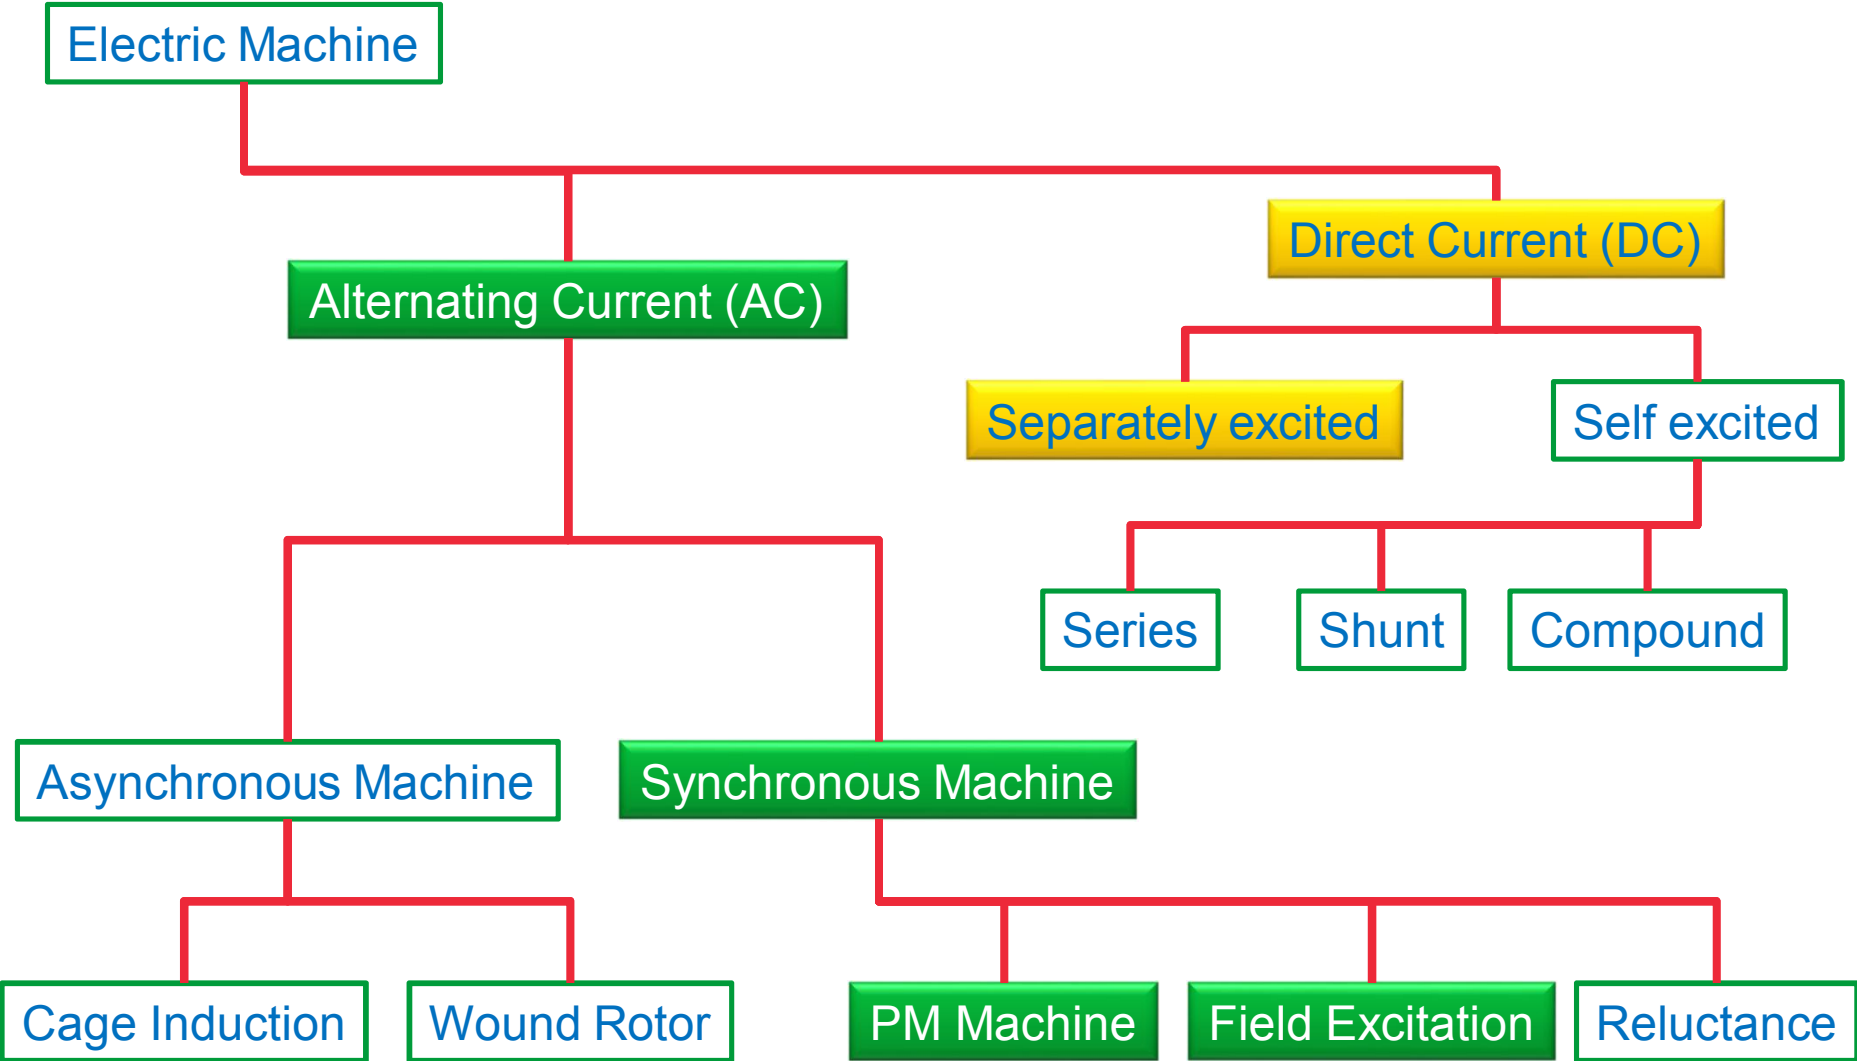 Electric Machine
Direct Current (DC)
Alternating Current (AC)
Separately excited
Self excited
Series
Shunt
Compound
Asynchronous Machine
Synchronous Machine
Cage Induction
Wound Rotor
PM Machine
Field Excitation
Reluctance